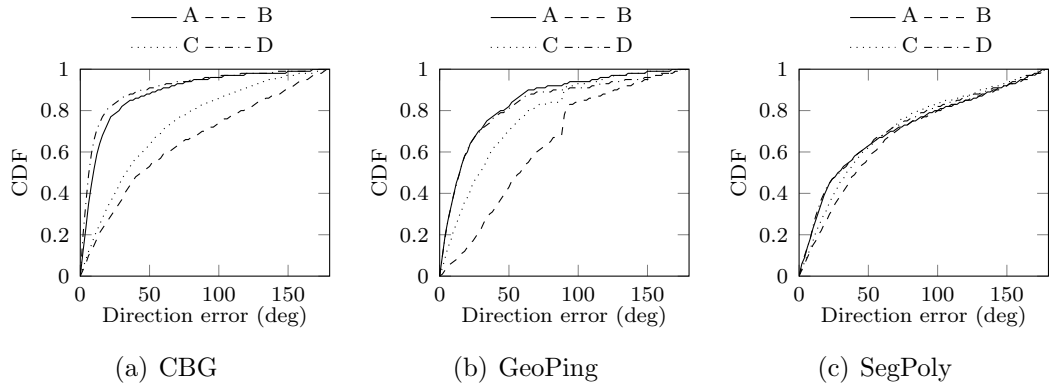 A B
C D
1
0.8
0.6
0.4
0.2
0
CDF
0 50 100 150
Direction error (deg)
(a) CBG
A B
C D
1
0.8
0.6
0.4
0.2
0
CDF
0 50 100 150
Direction error (deg)
(b) GeoPing
A B
C D
1
0.8
0.6
0.4
0.2
0
CDF
0 50 100 150
Direction error (deg)
(c) SegPoly